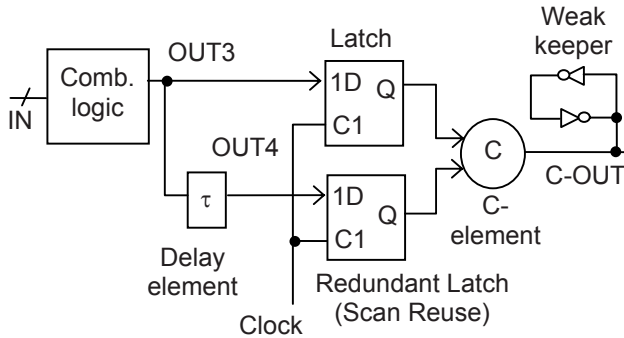 Weak
keeper
Latch
OUT3
Comb.
logic
1D
Q
C1
IN
OUT4
C
C-OUT
τ
1D
Q
C1
C-
element
Delay
element
Redundant Latch
(Scan Reuse)
Clock